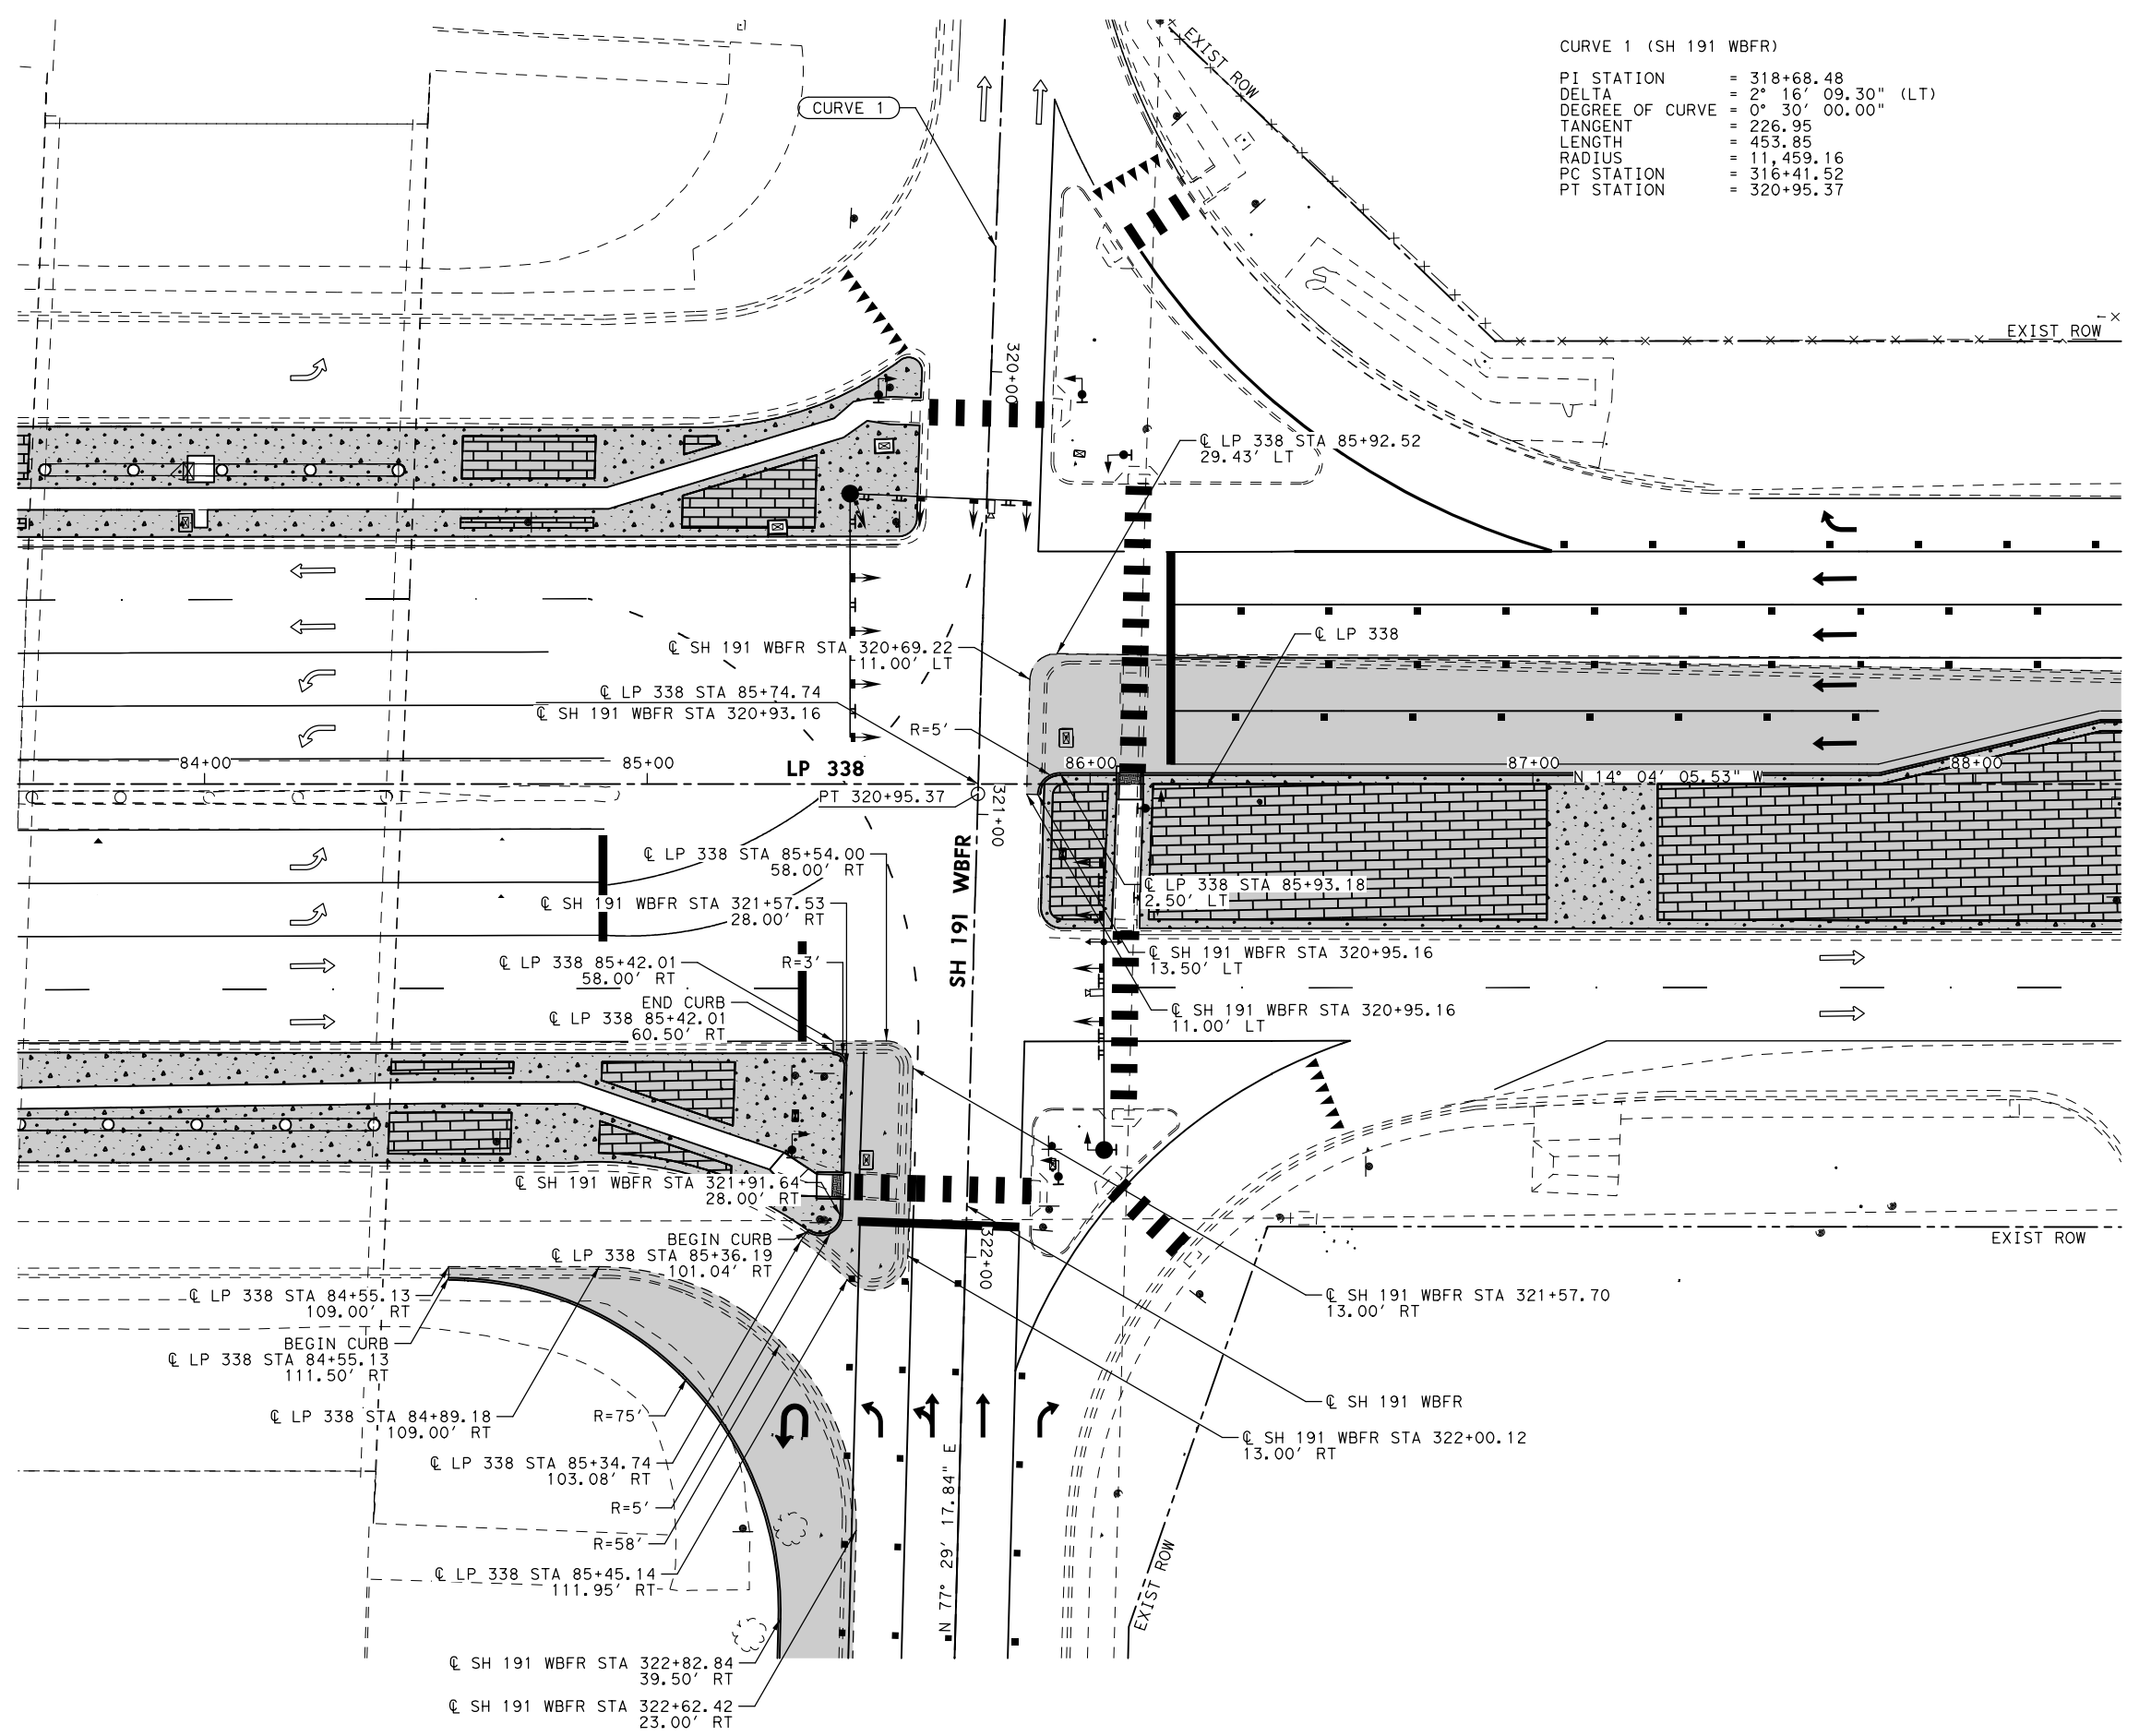 CURVE 1 (SH 191 WBFR)
PI STATION = 318+68.48
DELTA = 2° 16' 09.30" (LT)
DEGREE OF CURVE = 0° 30' 00.00"
TANGENT = 226.95
LENGTH = 453.85
RADIUS = 11,459.16
PC STATION = 316+41.52
PT STATION = 320+95.37
EXIST ROW
CURVE 1
EXIST ROW
320+00
℄ LP 338 STA 85+92.52
29.43' LT
℄ LP 338
℄ SH 191 WBFR STA 320+69.22
11.00' LT
℄ LP 338 STA 85+74.74
℄ SH 191 WBFR STA 320+93.16
R=5'
84+00
85+00
LP 338
86+00
87+00
88+00
N 14° 04' 05.53" W
PT 320+95.37
321+00
SH 191 WBFR
℄ LP 338 STA 85+54.00
58.00' RT
℄ LP 338 STA 85+93.18
2.50' LT
℄ SH 191 WBFR STA 321+57.53
28.00' RT
℄ SH 191 WBFR STA 320+95.16
13.50' LT
℄ LP 338 85+42.01
58.00' RT
R=3'
END CURB
℄ LP 338 85+42.01
60.50' RT
℄ SH 191 WBFR STA 320+95.16
11.00' LT
℄ SH 191 WBFR STA 321+91.64
28.00' RT
BEGIN CURB
℄ LP 338 STA 85+36.19
101.04' RT
322+00
EXIST ROW
℄ LP 338 STA 84+55.13
109.00' RT
℄ SH 191 WBFR STA 321+57.70
13.00' RT
BEGIN CURB
℄ LP 338 STA 84+55.13
111.50' RT
℄ SH 191 WBFR
℄ LP 338 STA 84+89.18
109.00' RT
R=75'
℄ SH 191 WBFR STA 322+00.12
13.00' RT
℄ LP 338 STA 85+34.74
103.08' RT
R=5'
R=58'
N 77° 29' 17.84" E
EXIST ROW
℄ LP 338 STA 85+45.14
111.95' RT
℄ SH 191 WBFR STA 322+82.84
39.50' RT
℄ SH 191 WBFR STA 322+62.42
23.00' RT